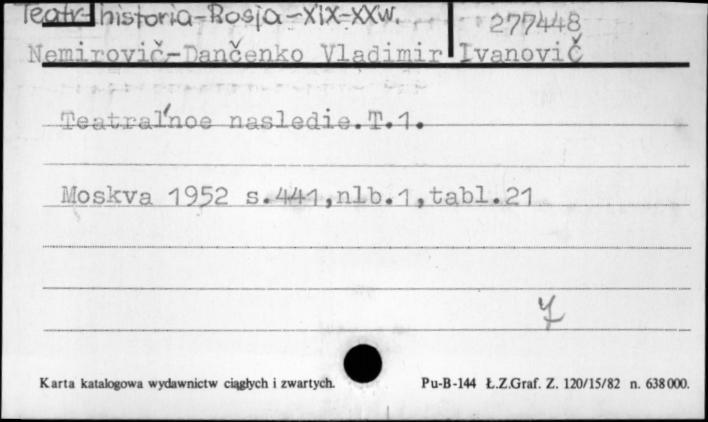 Teatr-historia-Rosja-XIX-XXw.
277448
Nemirovič-Dančenko Vladimir Ivanovič
Teatral'noe nasledie.T.1.
Moskva 1952 s.441,nlb.1,tabl.21
Karta katalogowa wydawnictw ciągłych i zwartych.
Pu-B-144 Ł.Z.Graf. Z. 120/15/82 n. 638000.